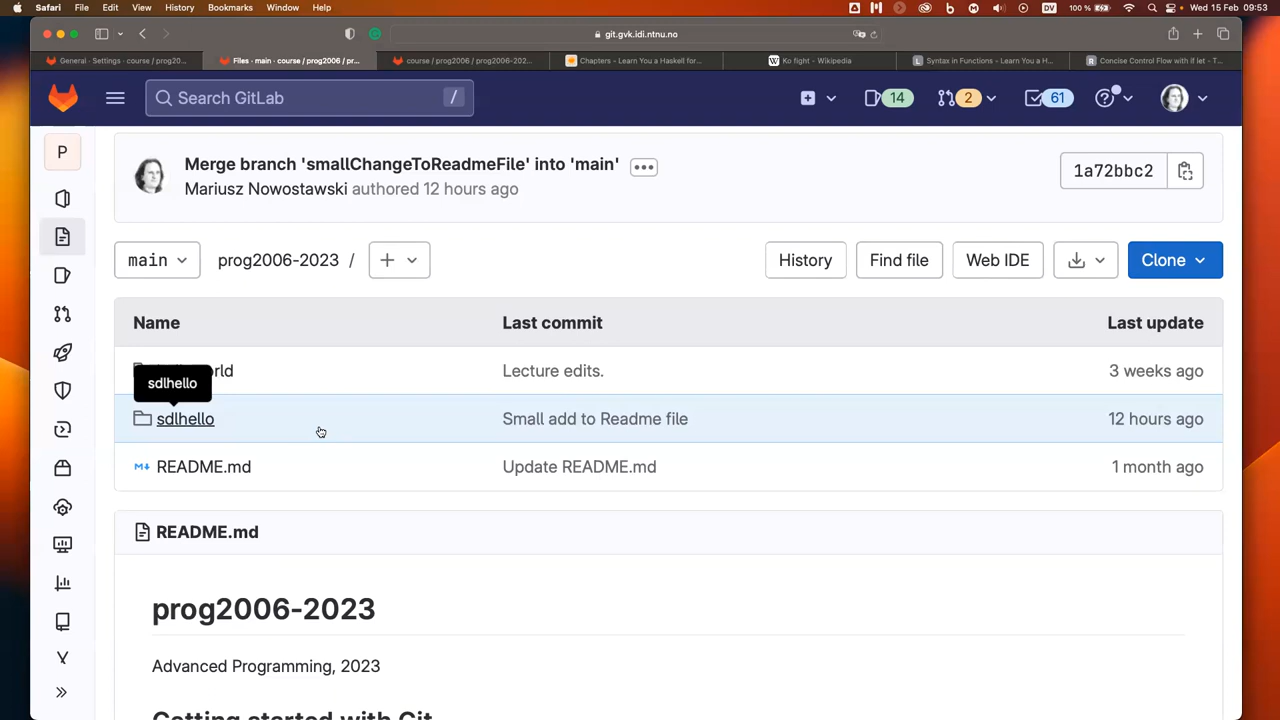 Safari File Edit View History Bookmarks Window Help DV 100 % Wed 15 Feb 09:53
git.gvk.idi.ntnu.no
General · Settings · course / prog20... Files · main · course / prog2006 / pr... course / prog2006 / prog2006-202... Chapters - Learn You a Haskell for... Ko fight - Wikipedia Syntax in Functions - Learn You a H... Concise Control Flow with if let - T...
Search GitLab / 14 2 61
P
Merge branch 'smallChangeToReadmeFile' into 'main'
Mariusz Nowostawski authored 12 hours ago
1a72bbc2
main prog2006-2023 / + History Find file Web IDE Clone
Name Last commit Last update
Lecture edits. 3 weeks ago
sdlhello
sdlhello Small add to Readme file 12 hours ago
README.md Update README.md 1 month ago
README.md
prog2006-2023
Advanced Programming, 2023
Getting started with Git